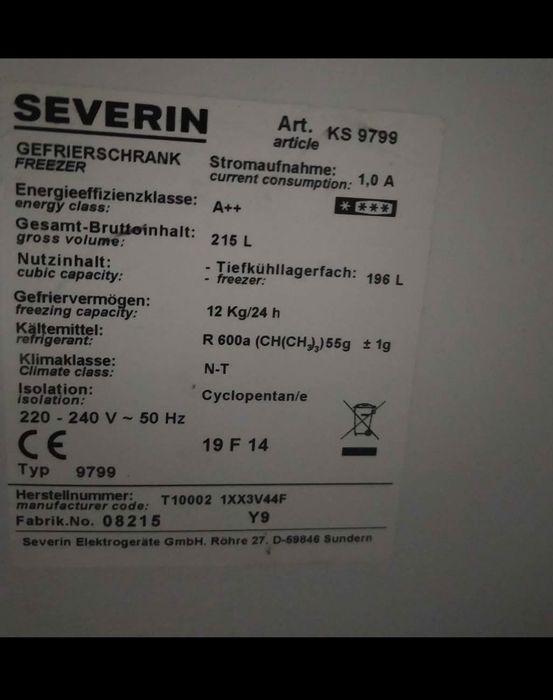 SEVERIN
Art. KS 9799
article
GEFRIERSCHRANK
FREEZER
Stromaufnahme:
current consumption: 1,0 A
Energieeffizienzklasse:
energy class: A++
Gesamt-Bruttoinhalt:
gross volume: 215 L
Nutzinhalt:
cubic capacity:
- Tiefkühllagerfach:
- freezer: 196 L
Gefriervermögen:
freezing capacity: 12 Kg/24 h
Kältemittel:
refrigerant: R 600a (CH(CH₃)₃)55g ± 1g
Klimaklasse:
Climate class: N-T
Isolation:
isolation: Cyclopentan/e
220 - 240 V ~ 50 Hz
CE
19 F 14
Typ 9799
Herstellnummer:
manufacturer code: T10002 1XX3V44F
Fabrik.No. 08215 Y9
Severin Elektrogeräte GmbH. Röhre 27. D-59846 Sundern